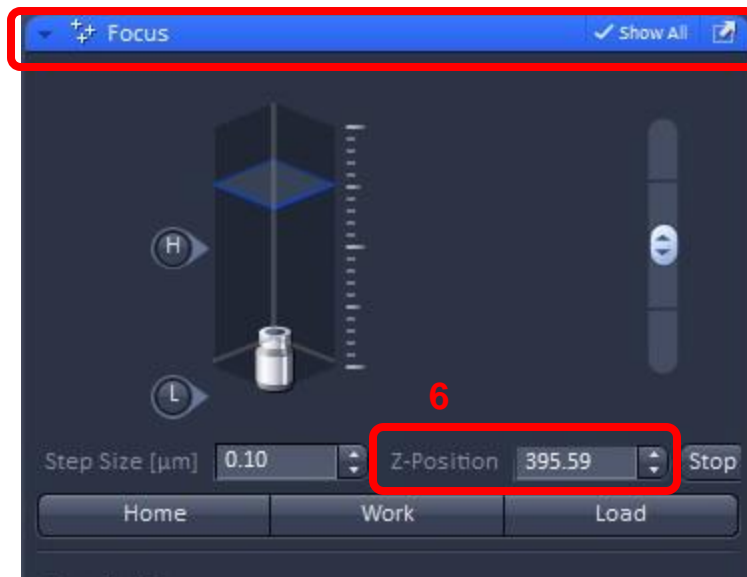 Focus Show All
H
L
6
Step Size [µm] 0.10 Z-Position 395.59 Stop
Home Work Load